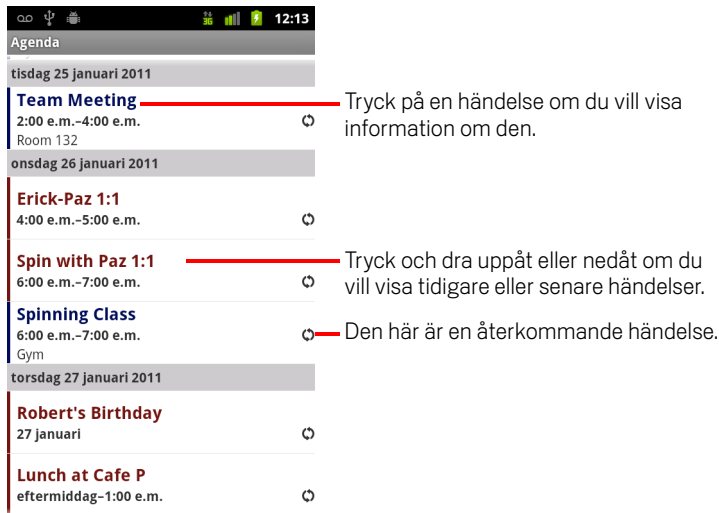 3G 12:13
Agenda
tisdag 25 januari 2011
Team Meeting
2:00 e.m.–4:00 e.m.
Room 132
onsdag 26 januari 2011
Erick-Paz 1:1
4:00 e.m.–5:00 e.m.
Spin with Paz 1:1
6:00 e.m.–7:00 e.m.
Spinning Class
6:00 e.m.–7:00 e.m.
Gym
torsdag 27 januari 2011
Robert's Birthday
27 januari
Lunch at Cafe P
eftermiddag–1:00 e.m.
Tryck på en händelse om du vill visa
information om den.
Tryck och dra uppåt eller nedåt om du
vill visa tidigare eller senare händelser.
Den här är en återkommande händelse.